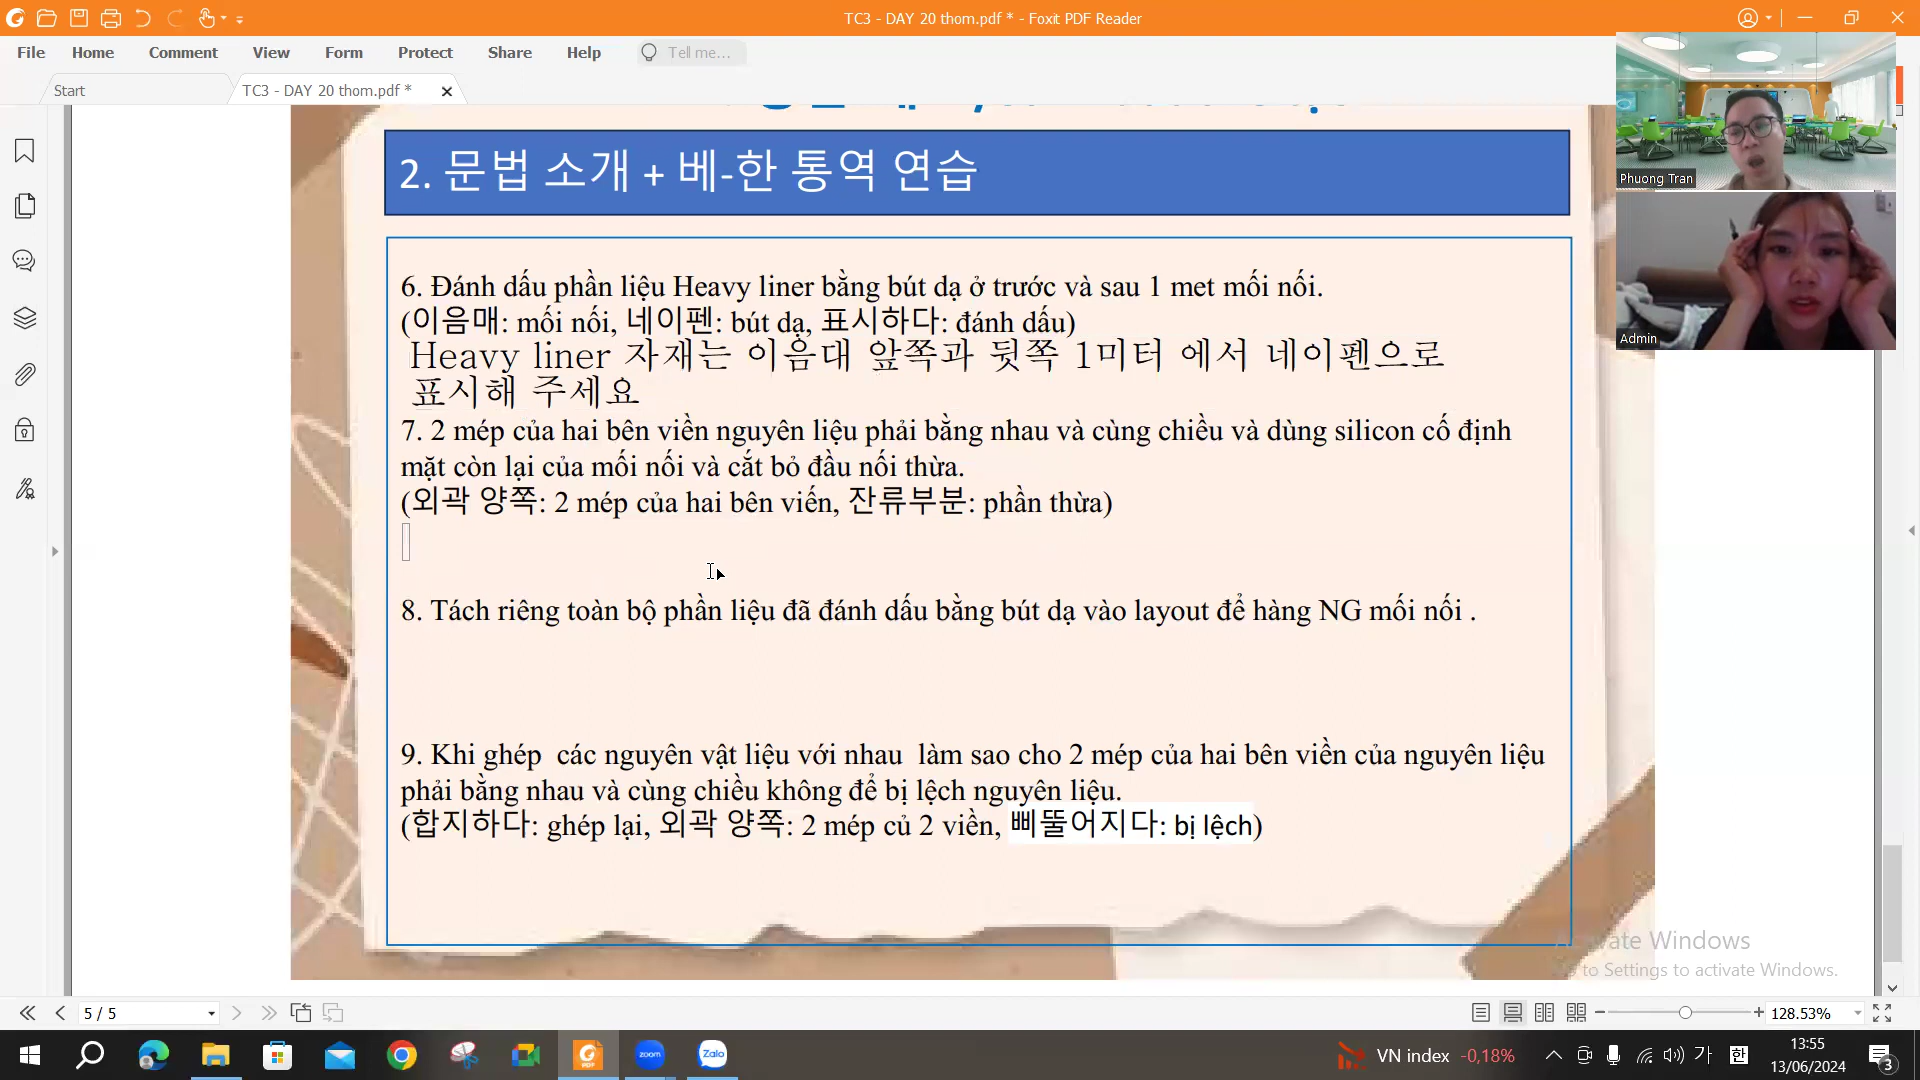 TC3 - DAY 20 thom.pdf * - Foxit PDF Reader
File Home Comment View Form Protect Share Help Tell me...
Start TC3 - DAY 20 thom.pdf *
2. 문법 소개 + 베-한 통역 연습
Phuong Tran
Admin
6. Đánh dấu phần liệu Heavy liner bằng bút dạ ở trước và sau 1 met mối nối.
(이음매: mối nối, 네이펜: bút dạ, 표시하다: đánh dấu)
Heavy liner 자재는 이음대 앞쪽과 뒷쪽 1미터 에서 네이펜으로
표시해 주세요
7. 2 mép của hai bên viền nguyên liệu phải bằng nhau và cùng chiều và dùng silicon cố định
mặt còn lại của mối nối và cắt bỏ đầu nối thừa.
(외곽 양쪽: 2 mép của hai bên viến, 잔류부분: phần thừa)
8. Tách riêng toàn bộ phần liệu đã đánh dấu bằng bút dạ vào layout để hàng NG mối nối .
9. Khi ghép các nguyên vật liệu với nhau làm sao cho 2 mép của hai bên viền của nguyên liệu
phải bằng nhau và cùng chiều không để bị lệch nguyên liệu.
(합지하다: ghép lại, 외곽 양쪽: 2 mép củ 2 viền, 삐뚤어지다: bị lệch)
Activate Windows
to Settings to activate Windows.
5 / 5
128.53%
zoom
Zalo
VN index -0,18%
가 한
13:55
13/06/2024
3